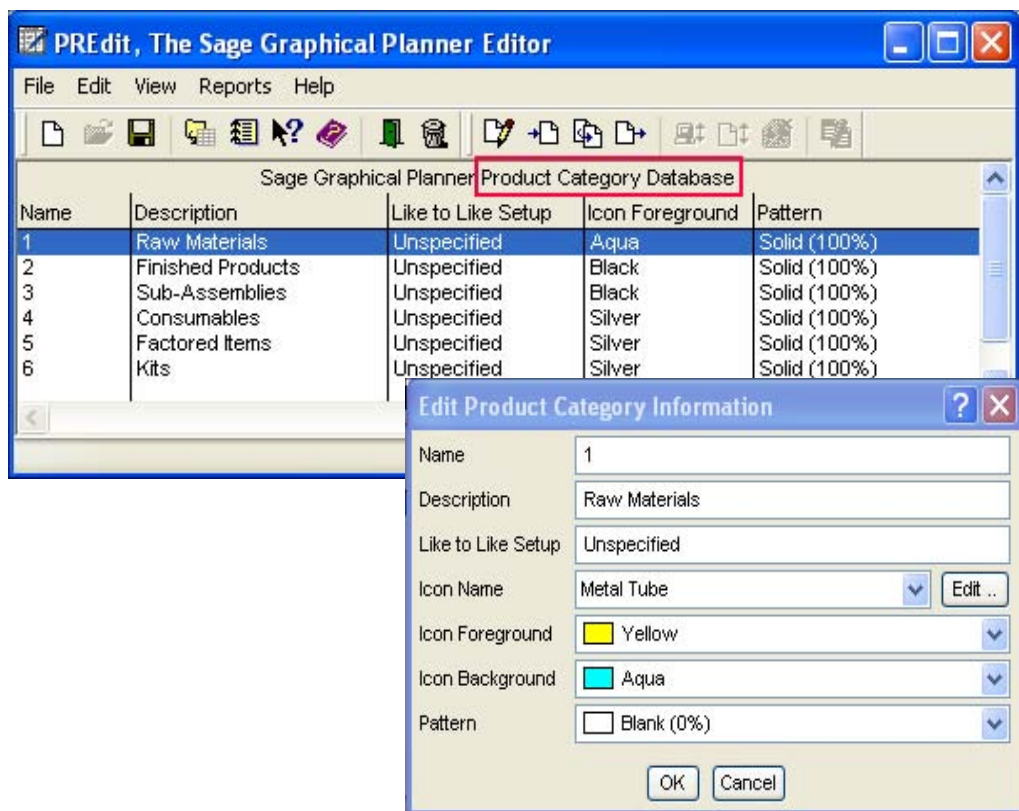 PREdit, The Sage Graphical Planner Editor
File Edit View Reports Help
Sage Graphical Planner Product Category Database
Name Description Like to Like Setup Icon Foreground Pattern
1 Raw Materials Unspecified Aqua Solid (100%)
2 Finished Products Unspecified Black Solid (100%)
3 Sub-Assemblies Unspecified Black Solid (100%)
4 Consumables Unspecified Silver Solid (100%)
5 Factored Items Unspecified Silver Solid (100%)
6 Kits Unspecified Silver Solid (100%)
Edit Product Category Information
Name 1
Description Raw Materials
Like to Like Setup Unspecified
Icon Name Metal Tube Edit ..
Icon Foreground Yellow
Icon Background Aqua
Pattern Blank (0%)
OK Cancel